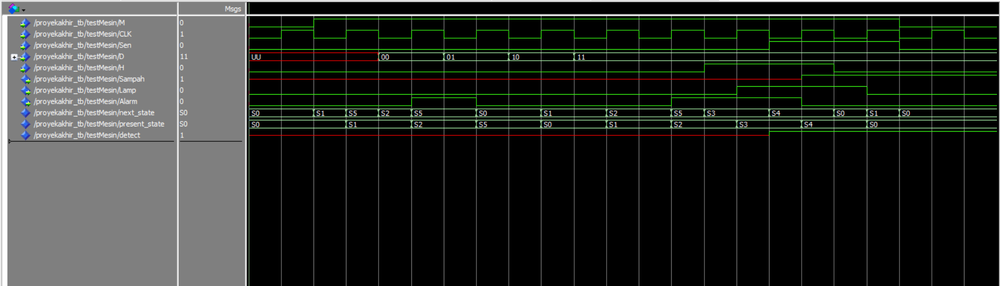 Msgs
/proyekakhir_tb/testMesin/M 0
/proyekakhir_tb/testMesin/CLK 1
/proyekakhir_tb/testMesin/Sen 0
/proyekakhir_tb/testMesin/D 11 UU 00 01 10 11
/proyekakhir_tb/testMesin/H 0
/proyekakhir_tb/testMesin/Sampah 1
/proyekakhir_tb/testMesin/Lamp 0
/proyekakhir_tb/testMesin/Alarm 0
/proyekakhir_tb/testMesin/next_state S0 S0 S1 S5 S2 S5 S0 S1 S2 S5 S3 S4 S0 S1 S0
/proyekakhir_tb/testMesin/present_state S0 S0 S1 S2 S5 S0 S1 S2 S3 S4 S0
/proyekakhir_tb/testMesin/detect 1